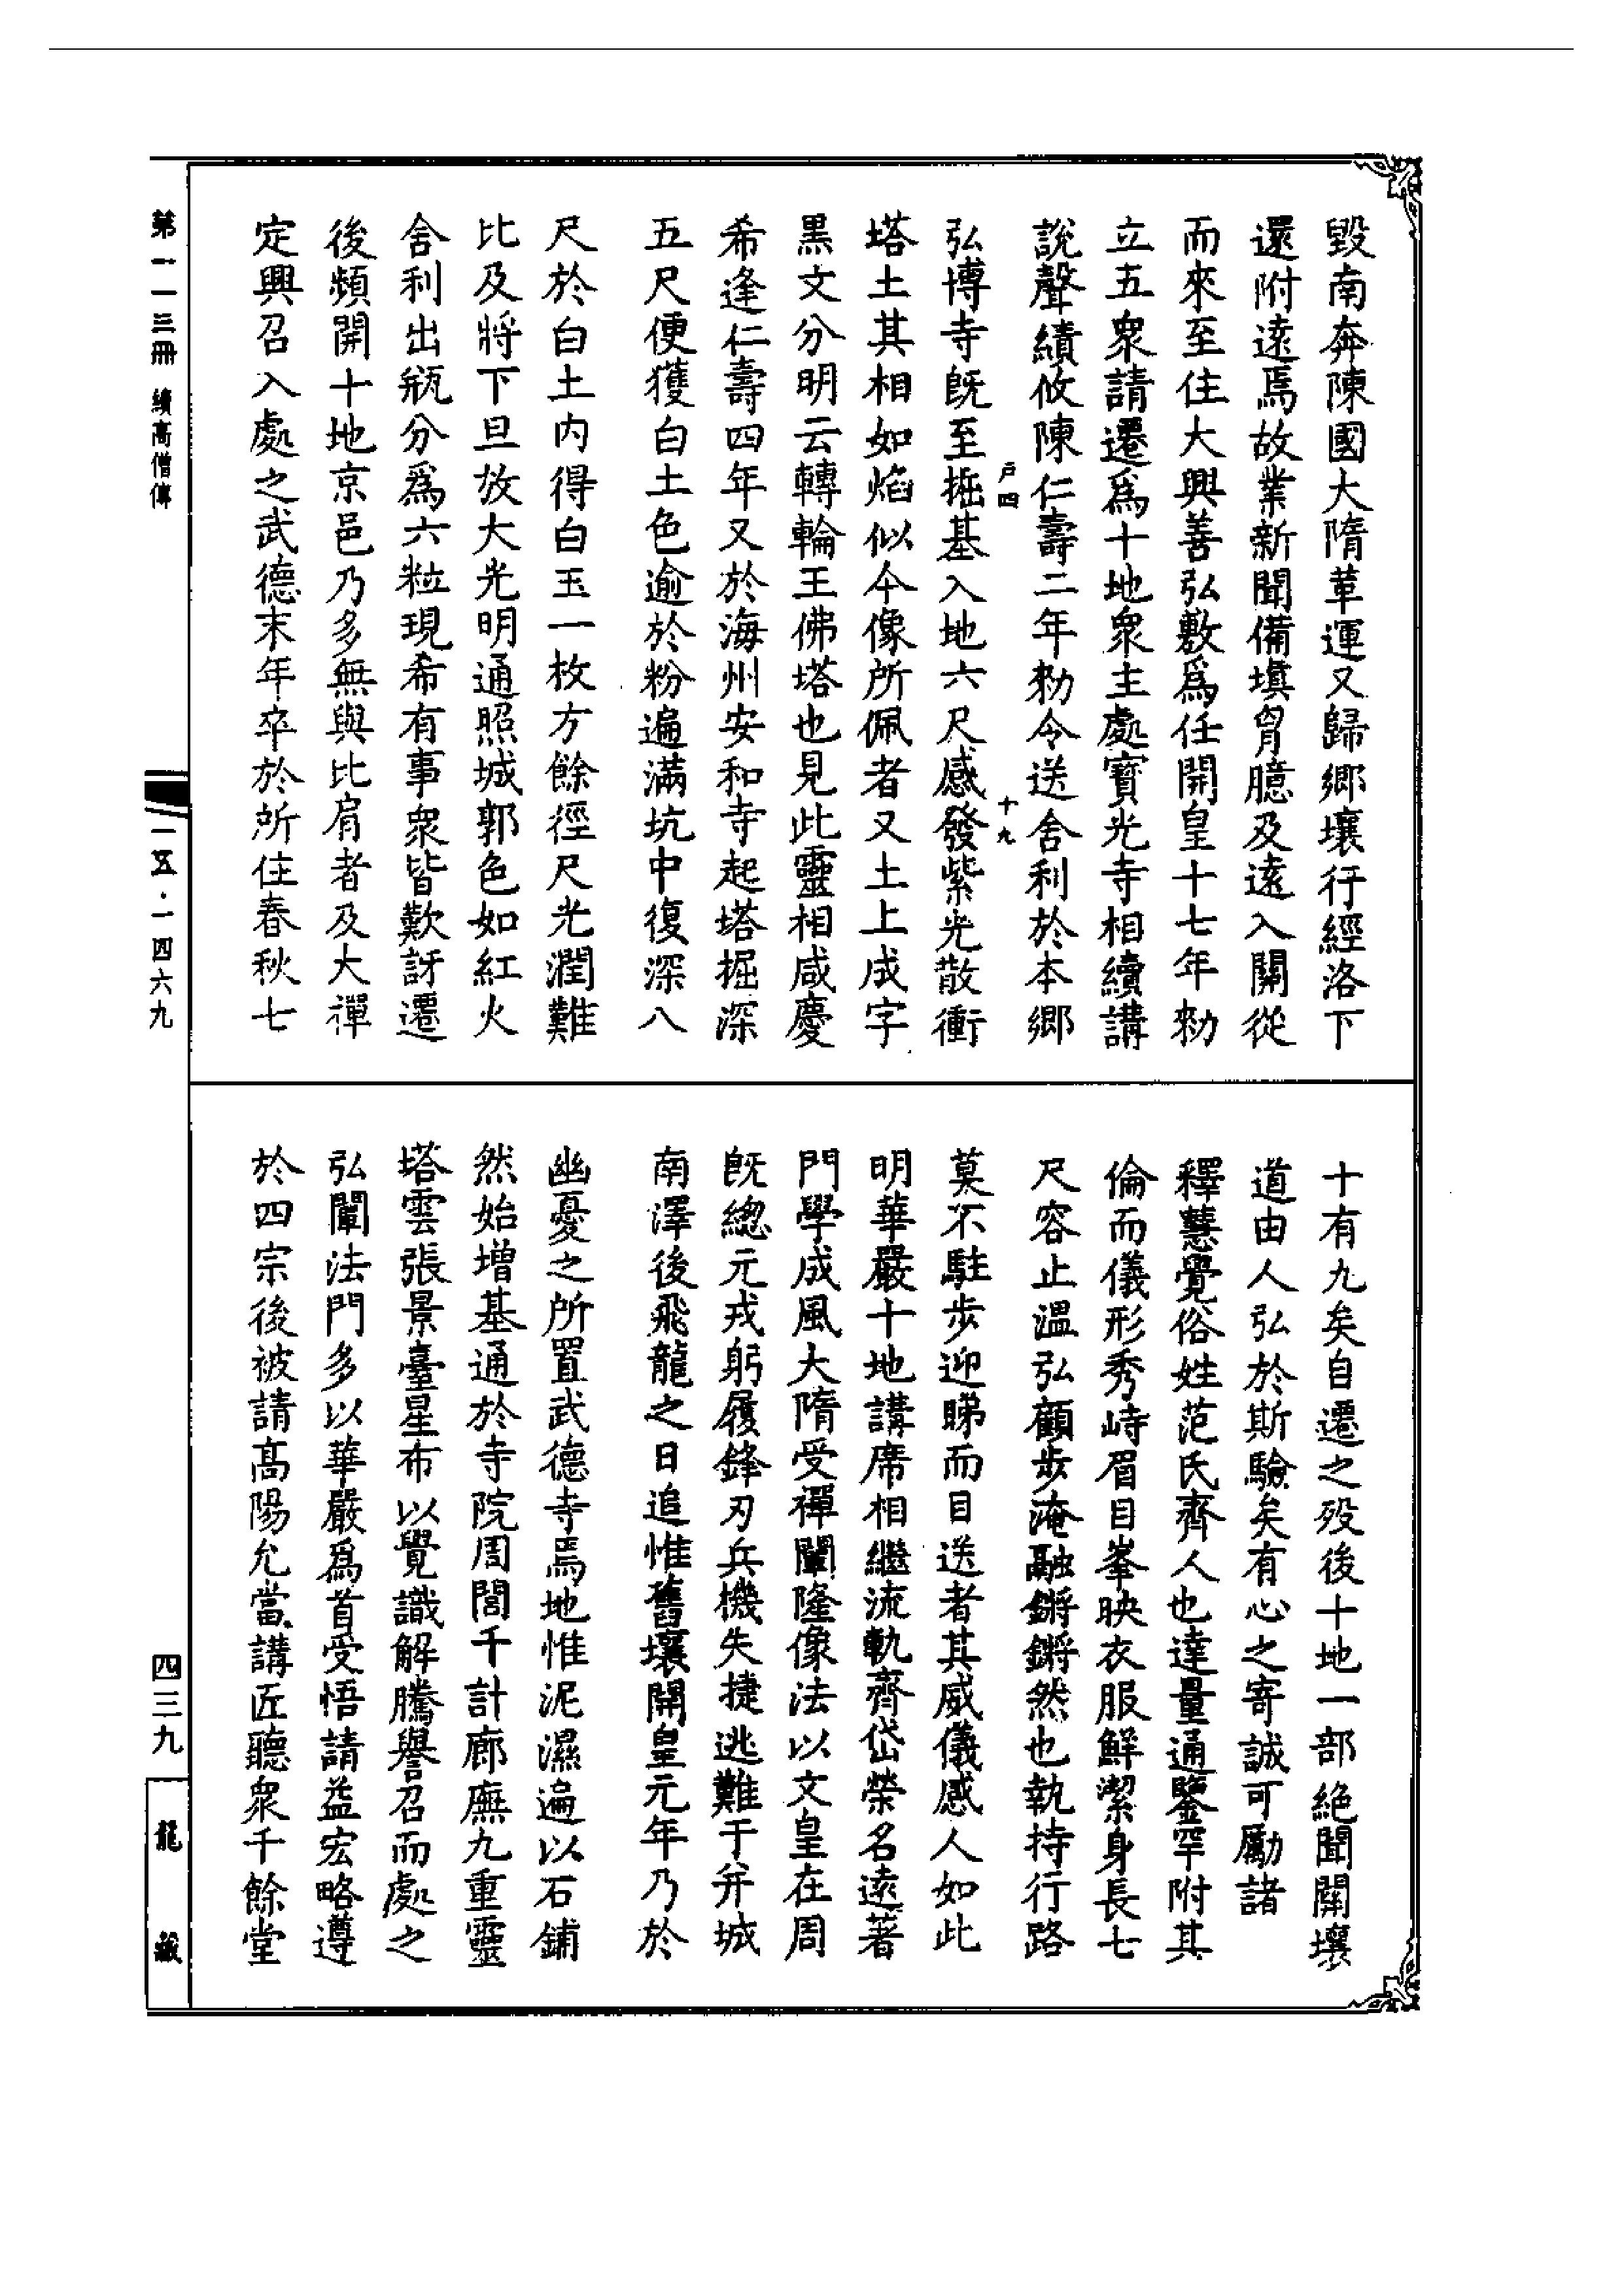 毀南奔陳國大隋革運又歸鄉壤行經洛下
還附遠焉故業新聞備填胷臆及遠入關從
而來至住大興善弘敷爲任開皇十七年勑
立五衆請遷爲十地衆主處寶光寺相續講
說聲績攸陳仁壽二年勑令送舍利於本鄉
戶四 十九
弘博寺旣至掘基入地六尺感發紫光散衝
塔土其相如焰似今像所佩者又土上成字
黑文分明云轉輪王佛塔也見此靈相咸慶
希逢仁壽四年又於海州安和寺起塔掘深
五尺便獲白土色逾於粉遍滿坑中復深八
尺於白土内得白玉一枚方餘徑尺光潤難
比及將下旦放大光明通照城郭色如紅火
舍利出瓶分爲六粒現希有事衆皆歎訝遷
後頻開十地京邑乃多無與比肩者及大禪
定興召入處之武德末年卒於所住春秋七
十有九矣自遷之殁後十地一部絕聞關壤
道由人弘於斯驗矣有心之寄誠可勵諸
釋慧覺俗姓范氏齊人也達量通鑒罕附其
倫而儀形秀峙眉目峯映衣服鮮潔身長七
尺容止溫弘顧步淹融鏘鏘然也執持行路
莫不駐步迎睇而目送者其威儀感人如此
明華嚴十地講席相繼流軌齊岱榮名遠著
門學成風大隋受禪闡隆像法以文皇在周
旣總元戎躬履鋒刃兵機失捷逃難于并城
南澤後飛龍之日追惟舊壤開皇元年乃於
幽憂之所置武德寺焉地惟泥濕遍以石鋪
然始增基通於寺院周閭千計廊廡九重靈
塔雲張景臺星布以覺識解騰譽召而處之
弘闡法門多以華嚴爲首受悟請益宏略遵
於四宗後被請高陽允當講匠聽衆千餘堂
第一一三冊 續高僧傳
一一五·一四六九
四三九
龍藏